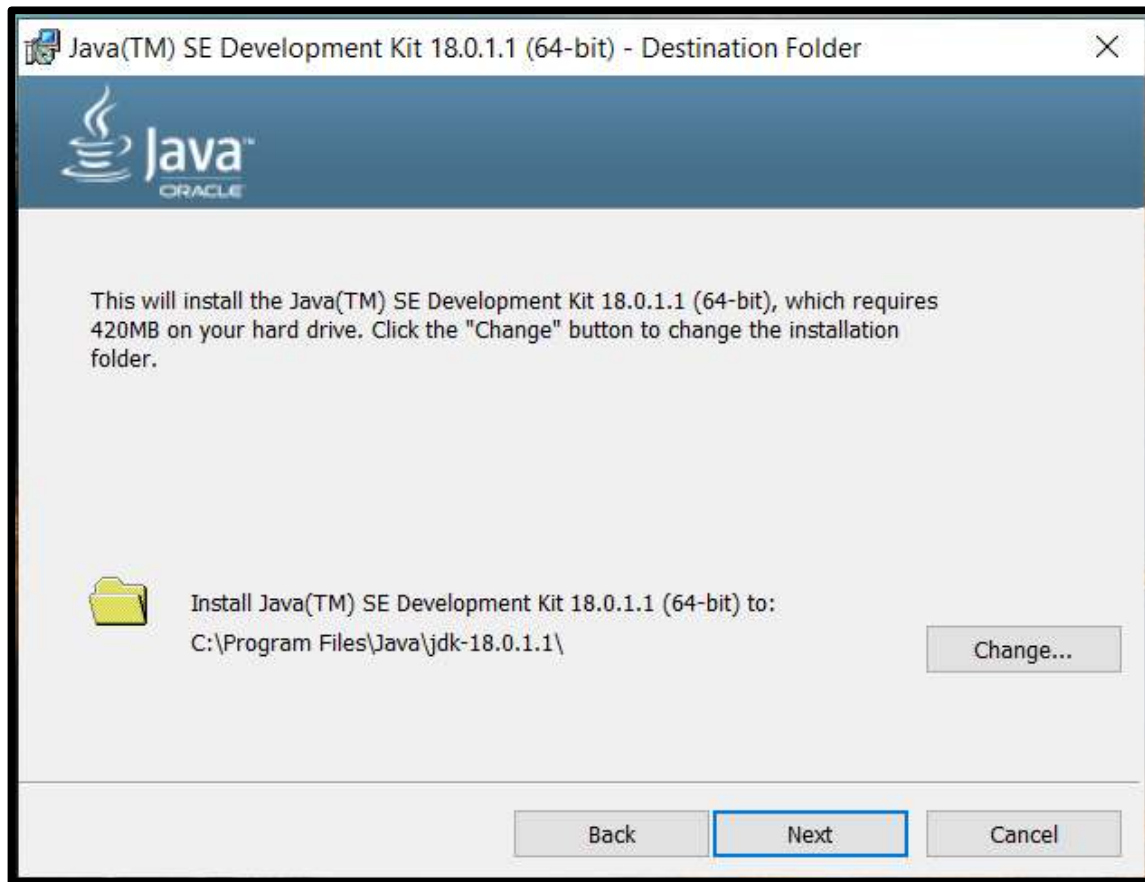 Java(TM) SE Development Kit 18.0.1.1 (64-bit) - Destination Folder
Java™
ORACLE
This will install the Java(TM) SE Development Kit 18.0.1.1 (64-bit), which requires
420MB on your hard drive. Click the "Change" button to change the installation
folder.
Install Java(TM) SE Development Kit 18.0.1.1 (64-bit) to:
C:\Program Files\Java\jdk-18.0.1.1\
Change...
Back Next Cancel